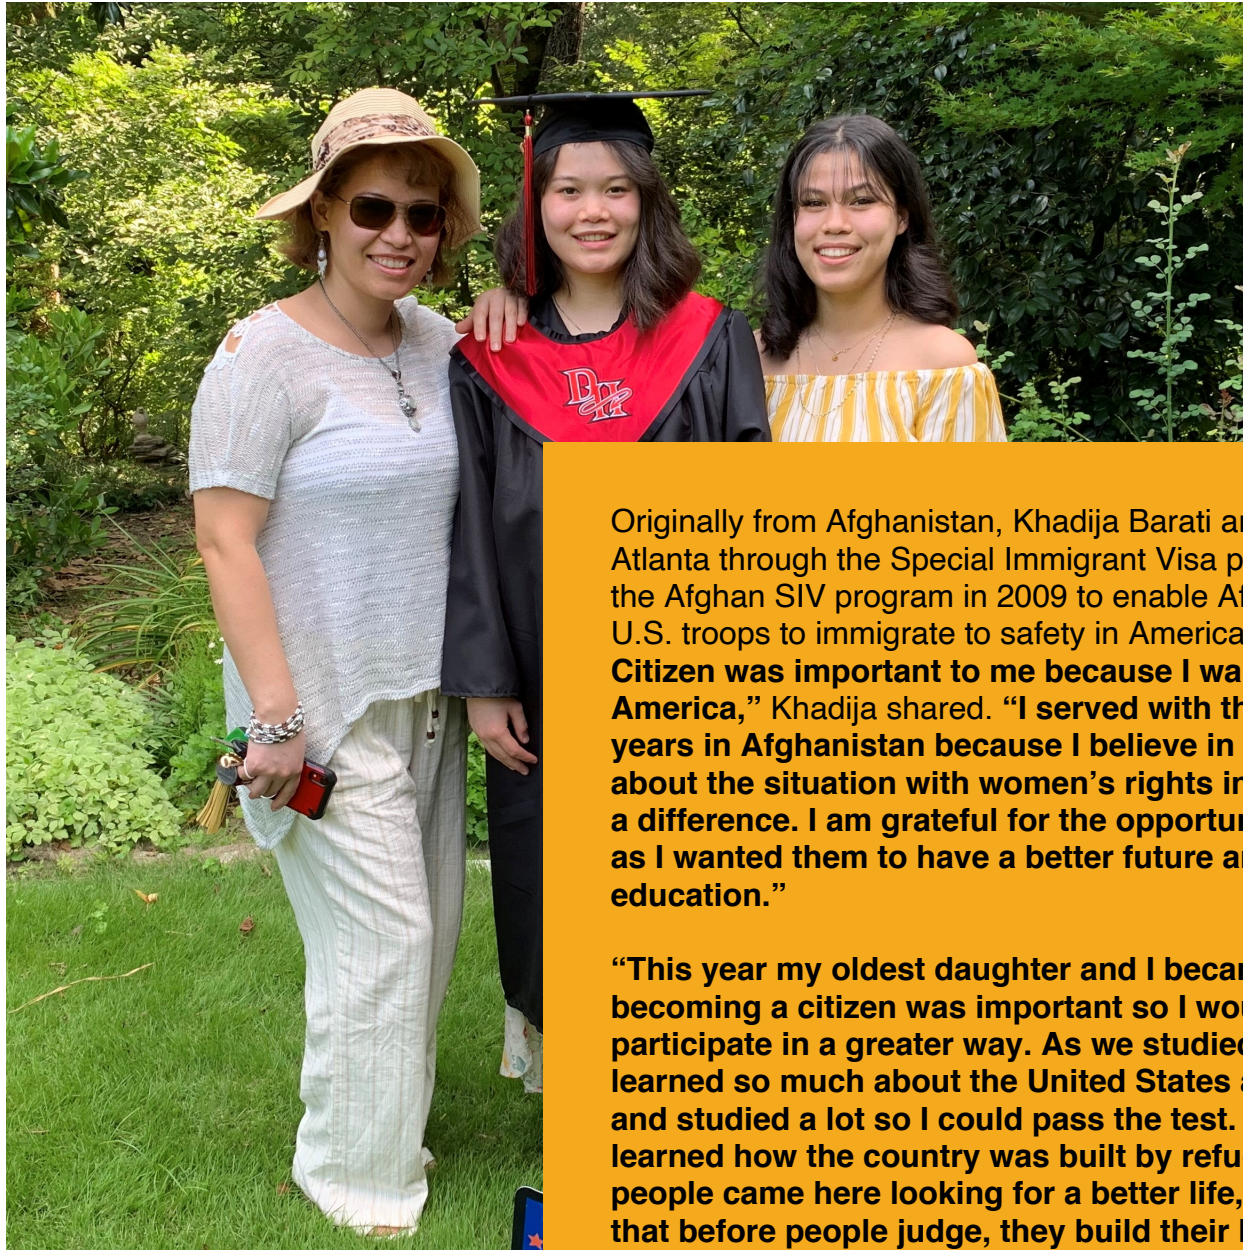 DH
Originally from Afghanistan, Khadija Barati
Atlanta through the Special Immigrant Visa
the Afghan SIV program in 2009 to enable
U.S. troops to immigrate to safety in America
Citizen was important to me because I
America,” Khadija shared. “I served with
years in Afghanistan because I believe in
about the situation with women’s rights
a difference. I am grateful for the
as I wanted them to have a better future
education.”
“This year my oldest daughter and I
becoming a citizen was important so I
participate in a greater way. As we
learned so much about the United States
and studied a lot so I could pass the test.
learned how the country was built by
people came here looking for a better life,
that before people judge, they build their